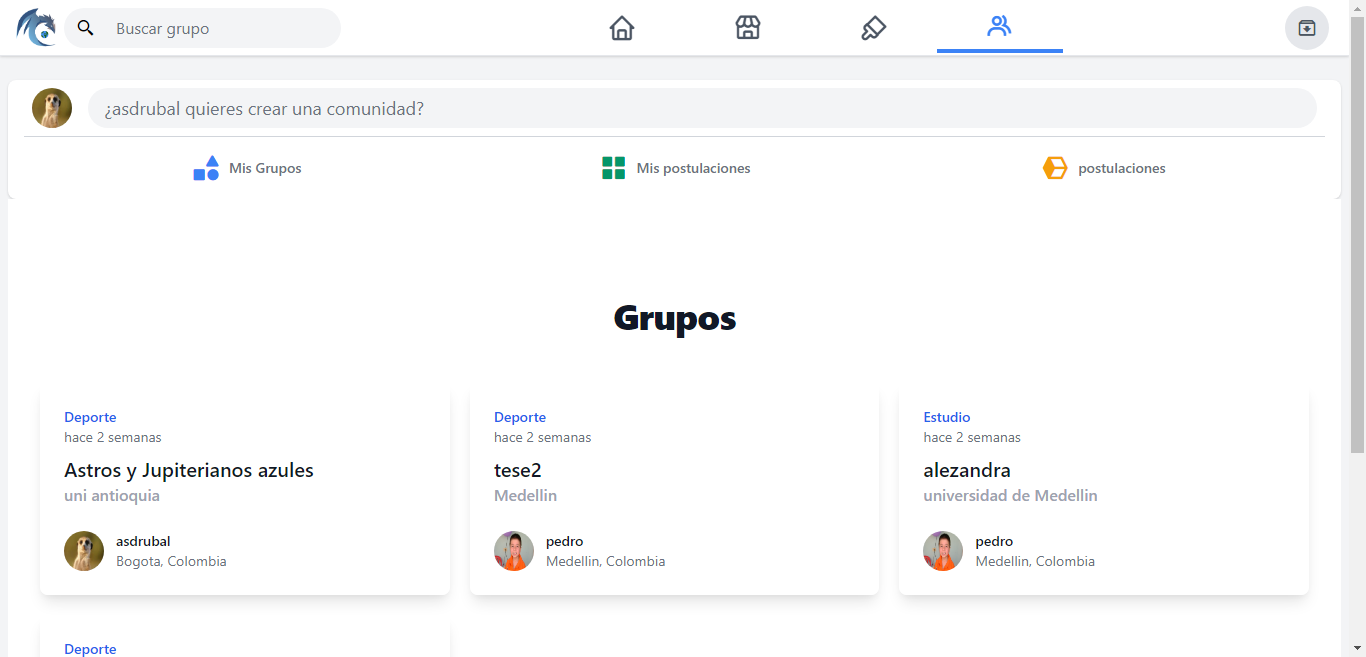 Buscar grupo
¿asdrubal quieres crear una comunidad?
Mis Grupos
Mis postulaciones
postulaciones
Grupos
Deporte
hace 2 semanas
Astros y Jupiterianos azules
uni antioquia
asdrubal
Bogota, Colombia
Deporte
hace 2 semanas
tese2
Medellin
pedro
Medellin, Colombia
Estudio
hace 2 semanas
alezandra
universidad de Medellin
pedro
Medellin, Colombia
Deporte